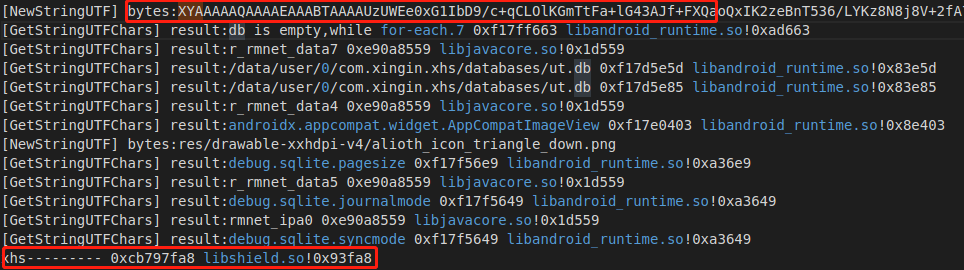 [NewStringUTF] bytes:XYAAAAAQAAAAEAAABTAAAAUzUWEe0xG1IbD9/c+qCLOlKGmTtFa+lG43AJf+FXQaoQxIK2zeBnT536/LYKz8N8j8V+2fA
[GetStringUTFChars] result:db is empty,while for-each.7 0xf17ff663 libandroid_runtime.so!0xad663
[GetStringUTFChars] result:r_rmnet_data7 0xe90a8559 libjavacore.so!0x1d559
[GetStringUTFChars] result:/data/user/0/com.xingin.xhs/databases/ut.db 0xf17d5e5d libandroid_runtime.so!0x83e5d
[GetStringUTFChars] result:/data/user/0/com.xingin.xhs/databases/ut.db 0xf17d5e85 libandroid_runtime.so!0x83e85
[GetStringUTFChars] result:r_rmnet_data4 0xe90a8559 libjavacore.so!0x1d559
[GetStringUTFChars] result:androidx.appcompat.widget.AppCompatImageView 0xf17e0403 libandroid_runtime.so!0x8e403
[NewStringUTF] bytes:res/drawable-xxhdpi-v4/alioth_icon_triangle_down.png
[GetStringUTFChars] result:debug.sqlite.pagesize 0xf17f56e9 libandroid_runtime.so!0xa36e9
[GetStringUTFChars] result:r_rmnet_data5 0xe90a8559 libjavacore.so!0x1d559
[GetStringUTFChars] result:debug.sqlite.journalmode 0xf17f5649 libandroid_runtime.so!0xa3649
[GetStringUTFChars] result:rmnet_ipa0 0xe90a8559 libjavacore.so!0x1d559
[GetStringUTFChars] result:debug.sqlite.syncmode 0xf17f5649 libandroid_runtime.so!0xa3649
xhs--------- 0xcb797fa8 libshield.so!0x93fa8